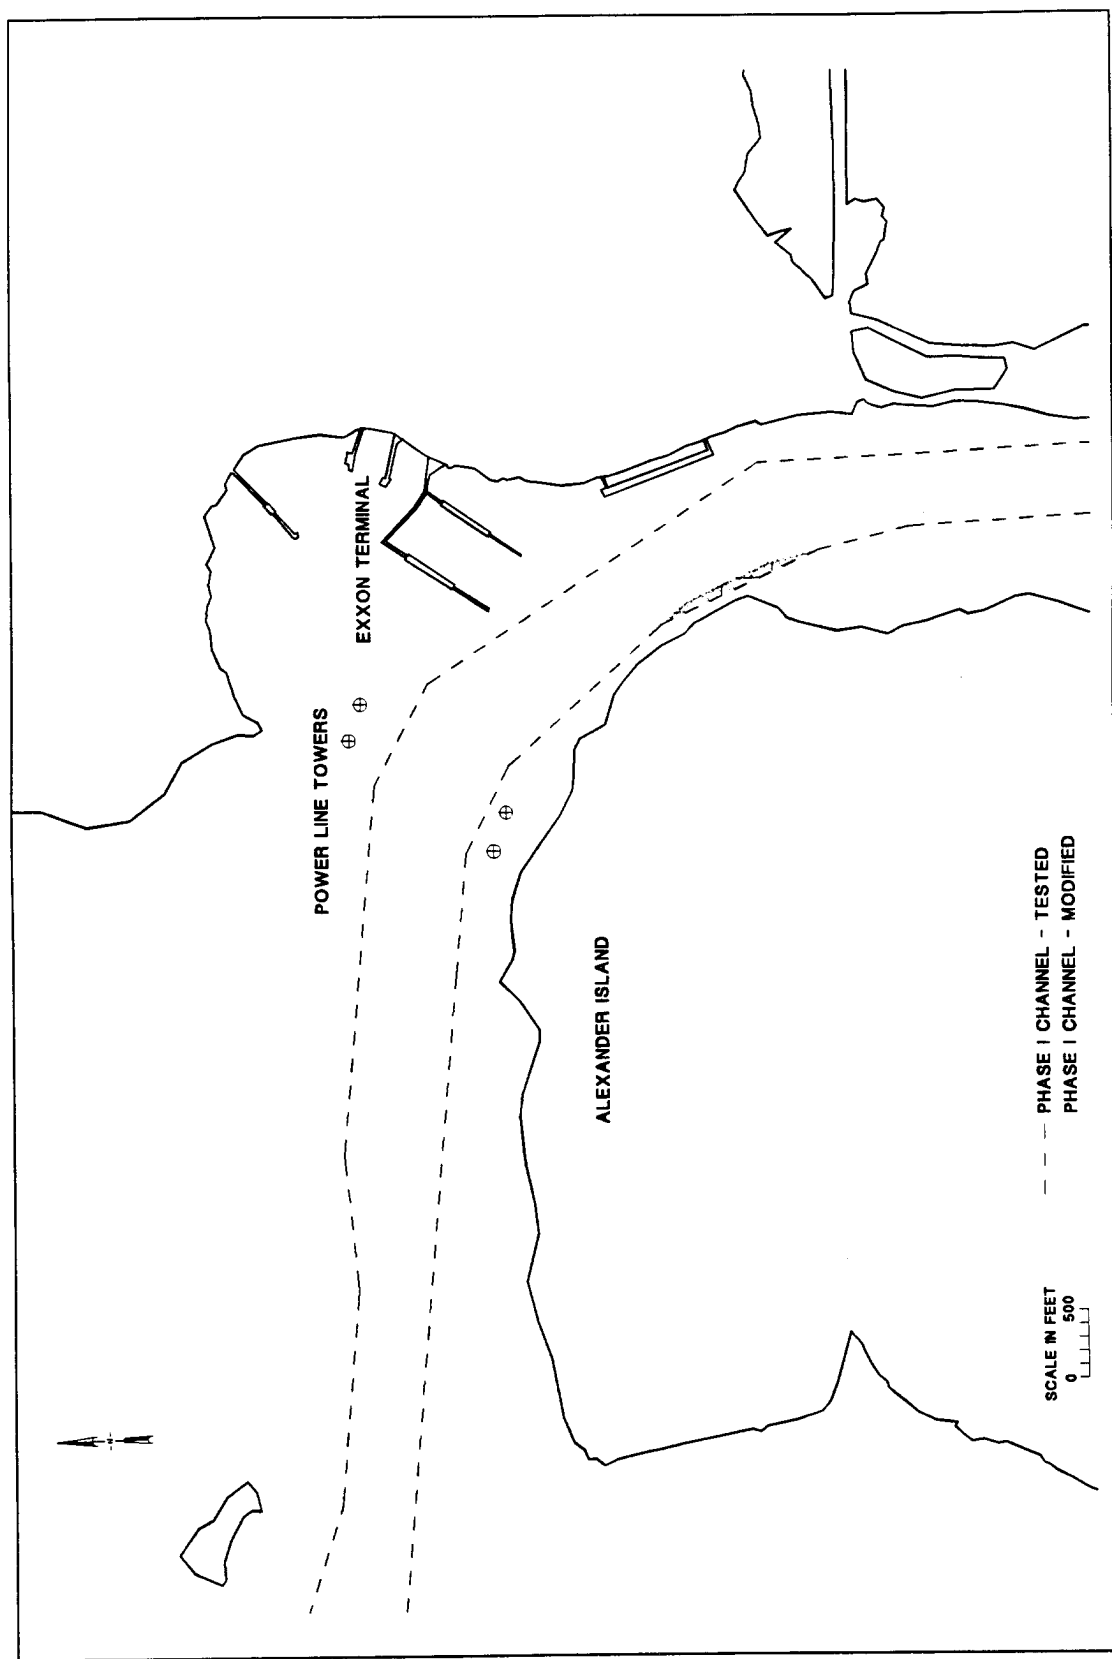 EXXON TERMINAL
POWER LINE TOWERS
ALEXANDER ISLAND
PHASE I CHANNEL - TESTED
PHASE I CHANNEL - MODIFIED
SCALE IN FEET
0 500
N